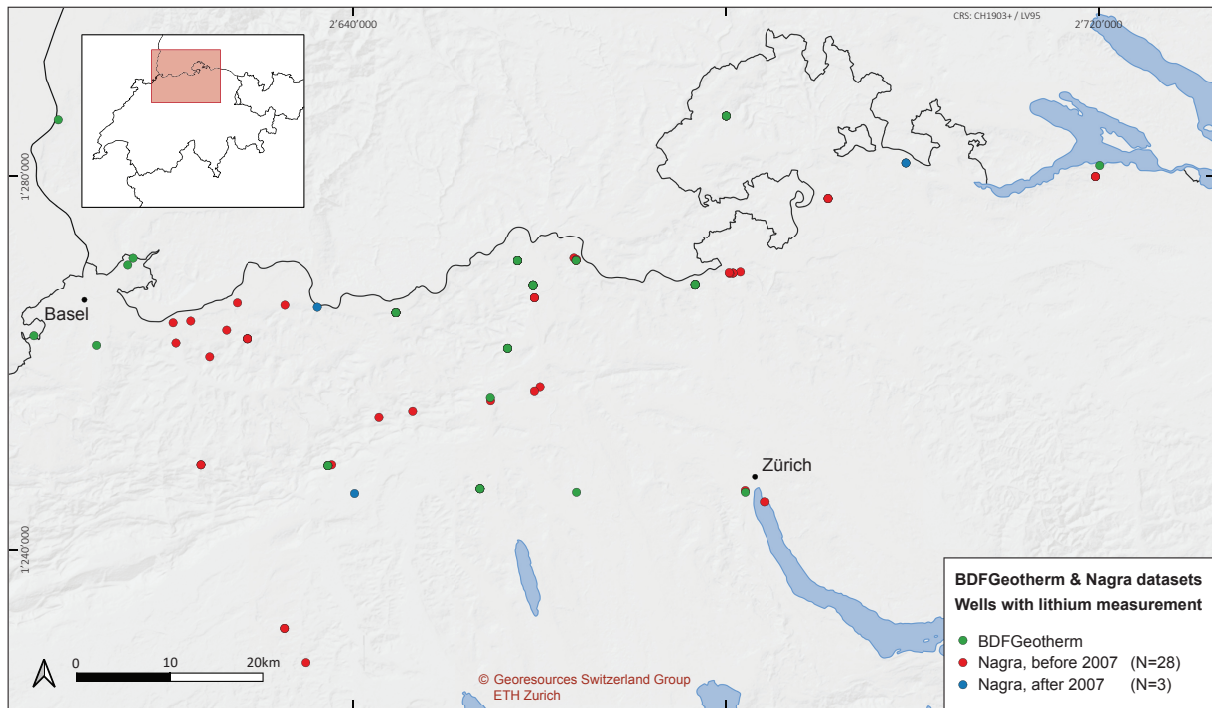 2'640'000
CRS: CH1903+ / LV95
2'720'000
1'280'000
Basel
Zürich
1'240'000
BDFGeotherm & Nagra datasets
Wells with lithium measurement
BDFGeotherm
Nagra, before 2007 (N=28)
Nagra, after 2007 (N=3)
0 10 20km
© Georesources Switzerland Group
ETH Zurich